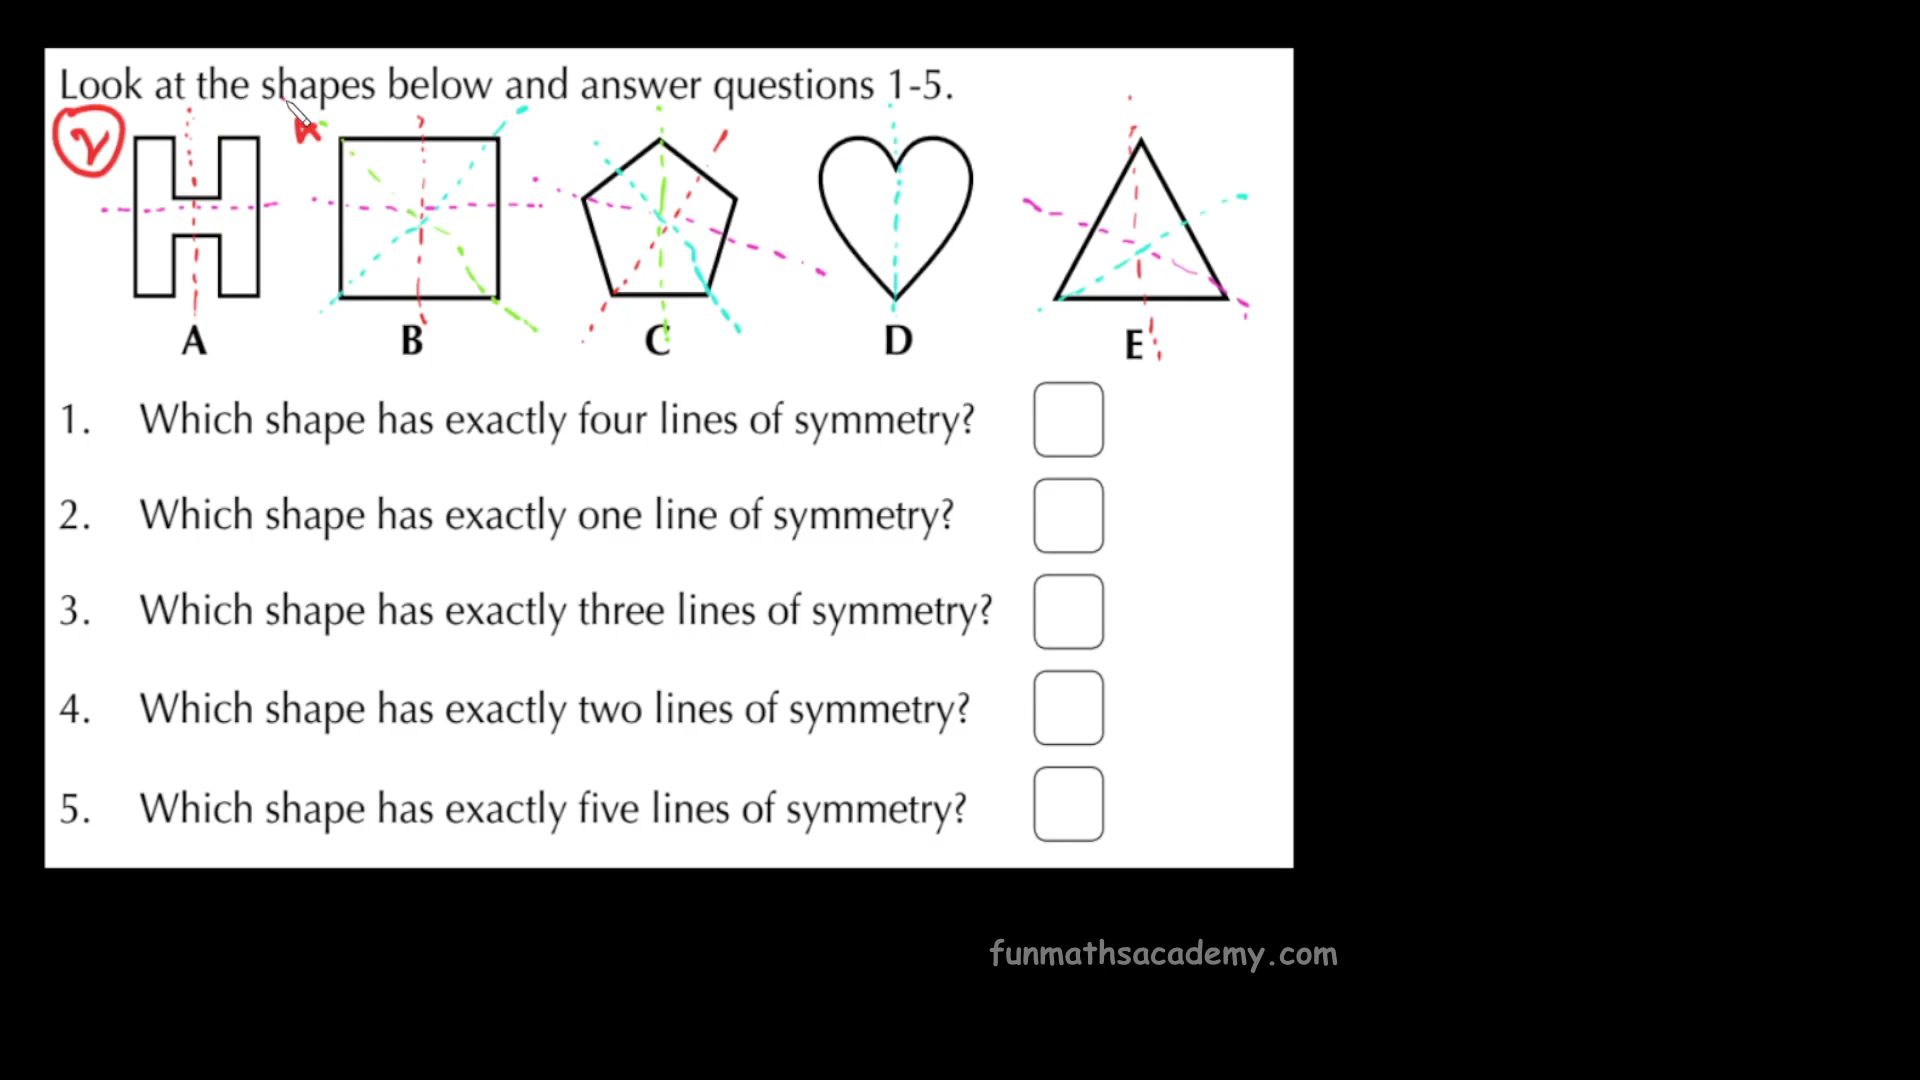 Look at the shapes below and answer questions 1-5.
2
A B C D E
1. Which shape has exactly four lines of symmetry?
2. Which shape has exactly one line of symmetry?
3. Which shape has exactly three lines of symmetry?
4. Which shape has exactly two lines of symmetry?
5. Which shape has exactly five lines of symmetry?
funmathsacademy.com